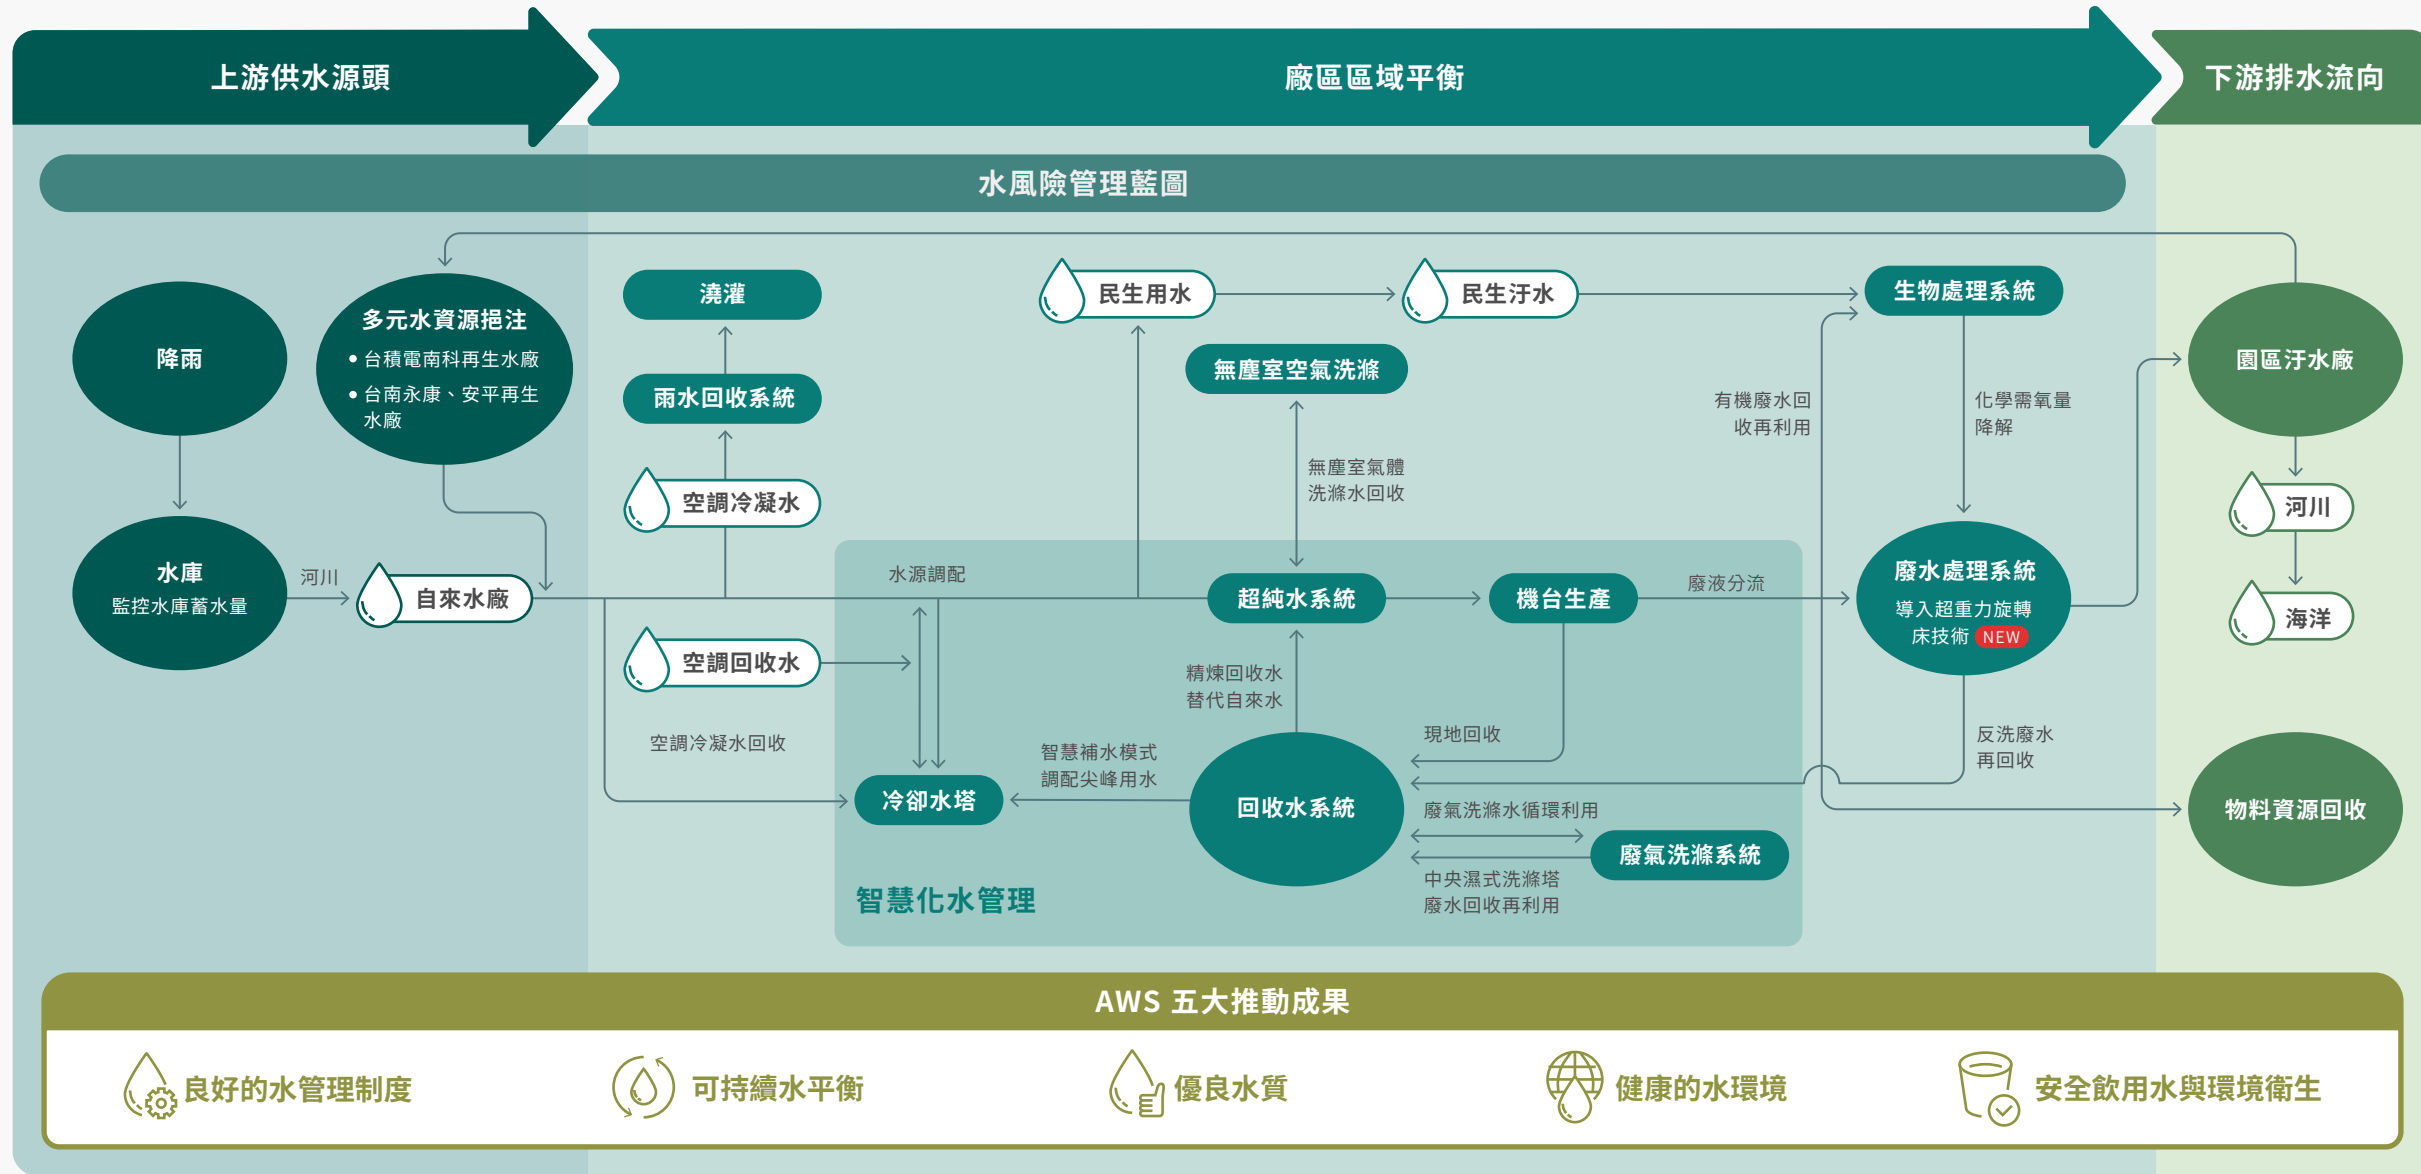 上游供水源頭
廠區區域平衡
下游排水流向
水風險管理藍圖
降雨
多元水資源挹注
• 台積電南科再生水廠
• 台南永康、安平再生
水廠
水庫
監控水庫蓄水量
河川
自來水廠
澆灌
雨水回收系統
空調冷凝水
空調回收水
空調冷凝水回收
民生用水
民生汙水
無塵室空氣洗滌
無塵室氣體
洗滌水回收
水源調配
超純水系統
機台生產
廢液分流
精煉回收水
替代自來水
現地回收
智慧補水模式
調配尖峰用水
冷卻水塔
回收水系統
廢氣洗滌水循環利用
廢氣洗滌系統
中央濕式洗滌塔
廢水回收再利用
智慧化水管理
生物處理系統
有機廢水回
收再利用
化學需氧量
降解
廢水處理系統
導入超重力旋轉
床技術 NEW
反洗廢水
再回收
園區汙水廠
河川
海洋
物料資源回收
AWS 五大推動成果
良好的水管理制度
可持續水平衡
優良水質
健康的水環境
安全飲用水與環境衛生